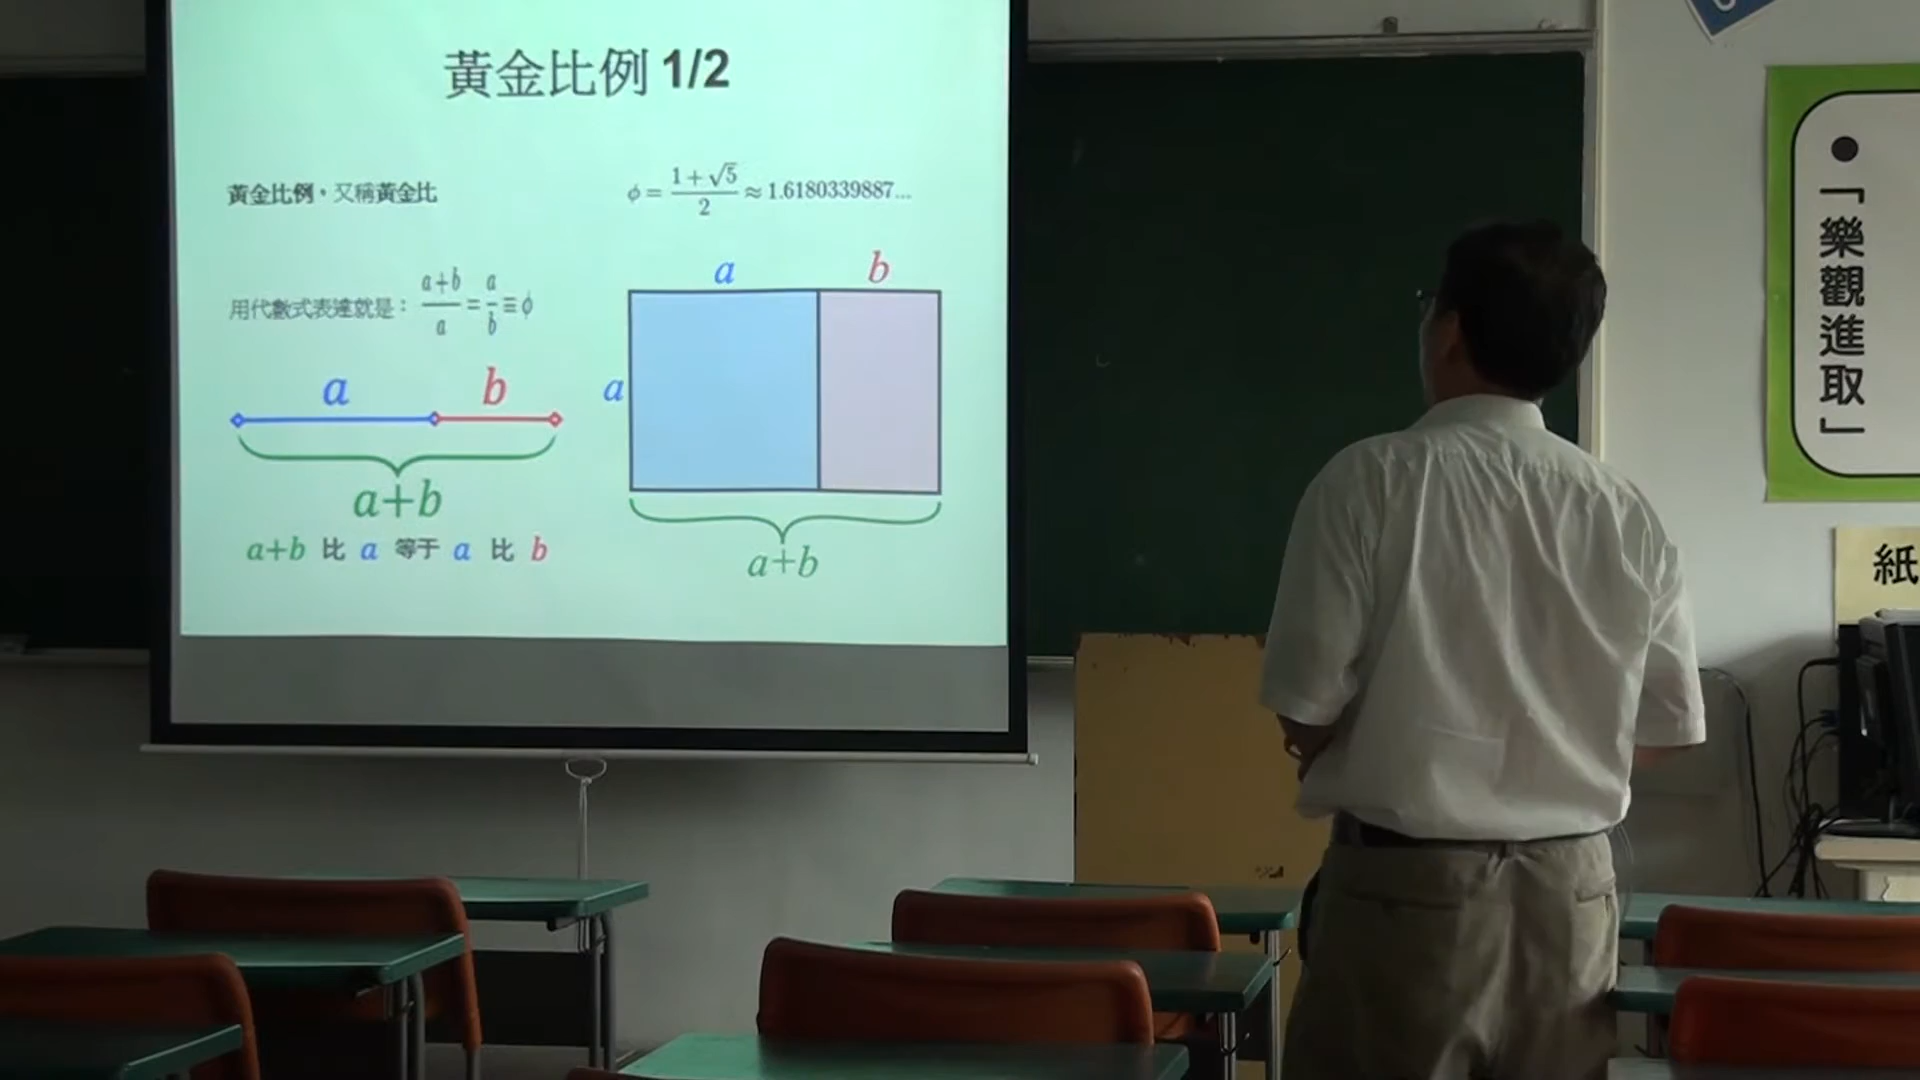 黃金比例 1/2
黃金比例，又稱黃金比
ϕ = (1+√5)/2 ≈ 1.6180339887...
用代數式表達就是： (a+b)/a = a/b ≡ ϕ
a b
a+b
a+b 比 a 等于 a 比 b
a b
a
a+b
●「樂觀進取」
紙